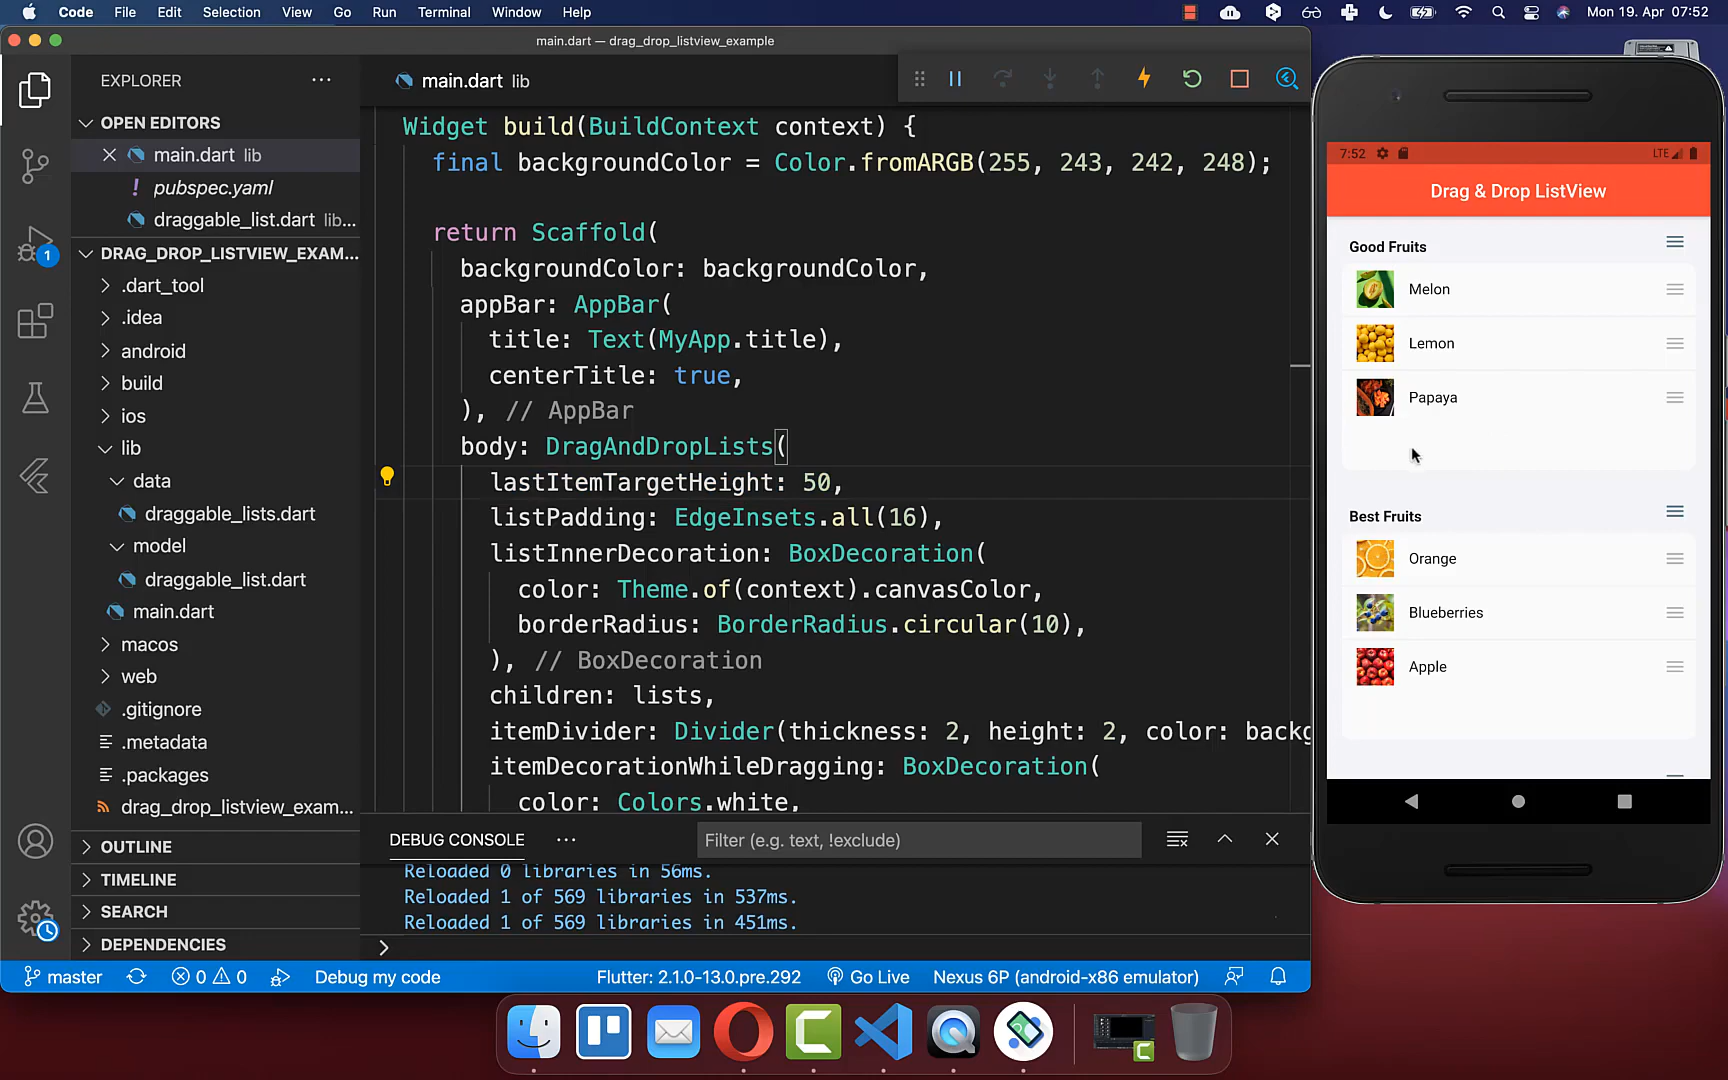 Code File Edit Selection View Go Run Terminal Window Help
Mon 19. Apr 07:52
main.dart — drag_drop_listview_example
EXPLORER
OPEN EDITORS
main.dart lib
! pubspec.yaml
draggable_list.dart lib...
1
DRAG_DROP_LISTVIEW_EXAM...
.dart_tool
.idea
android
build
ios
lib
data
draggable_lists.dart
model
draggable_list.dart
main.dart
macos
web
.gitignore
.metadata
.packages
drag_drop_listview_exam...
OUTLINE
TIMELINE
SEARCH
DEPENDENCIES
main.dart lib
Widget build(BuildContext context) {
final backgroundColor = Color.fromARGB(255, 243, 242, 248);
return Scaffold(
backgroundColor: backgroundColor,
appBar: AppBar(
title: Text(MyApp.title),
centerTitle: true,
), // AppBar
body: DragAndDropLists(
lastItemTargetHeight: 50,
listPadding: EdgeInsets.all(16),
listInnerDecoration: BoxDecoration(
color: Theme.of(context).canvasColor,
borderRadius: BorderRadius.circular(10),
), // BoxDecoration
children: lists,
itemDivider: Divider(thickness: 2, height: 2, color: backg
itemDecorationWhileDragging: BoxDecoration(
color: Colors.white,
DEBUG CONSOLE
Filter (e.g. text, !exclude)
Reloaded 0 libraries in 56ms.
Reloaded 1 of 569 libraries in 537ms.
Reloaded 1 of 569 libraries in 451ms.
master
0 0
Debug my code
Flutter: 2.1.0-13.0.pre.292
Go Live
Nexus 6P (android-x86 emulator)
7:52
LTE
Drag & Drop ListView
Good Fruits
Melon
Lemon
Papaya
Best Fruits
Orange
Blueberries
Apple